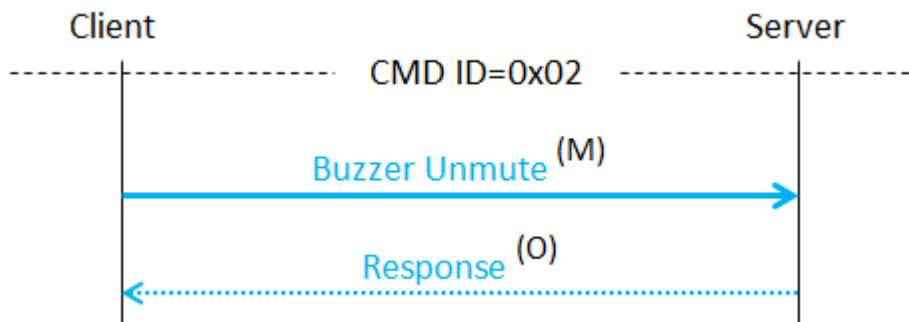 Client Server
CMD ID=0x02
Buzzer Unmute (M)
Response (O)